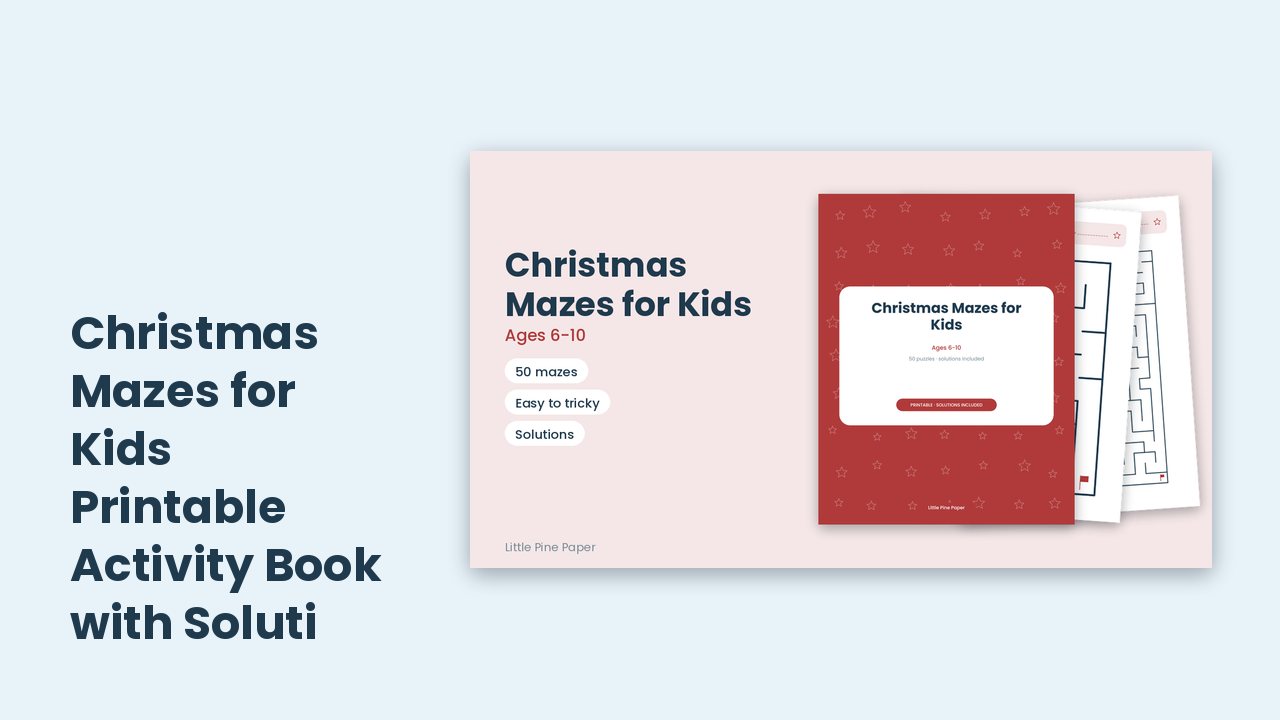 Christmas
Mazes for
Kids
Printable
Activity Book
with Soluti
Christmas
Mazes for Kids
Ages 6-10
50 mazes
Easy to tricky
Solutions
Little Pine Paper
Christmas Mazes for
Kids
Ages 6-10
50 puzzles · solutions included
PRINTABLE · SOLUTIONS INCLUDED
Little Pine Paper